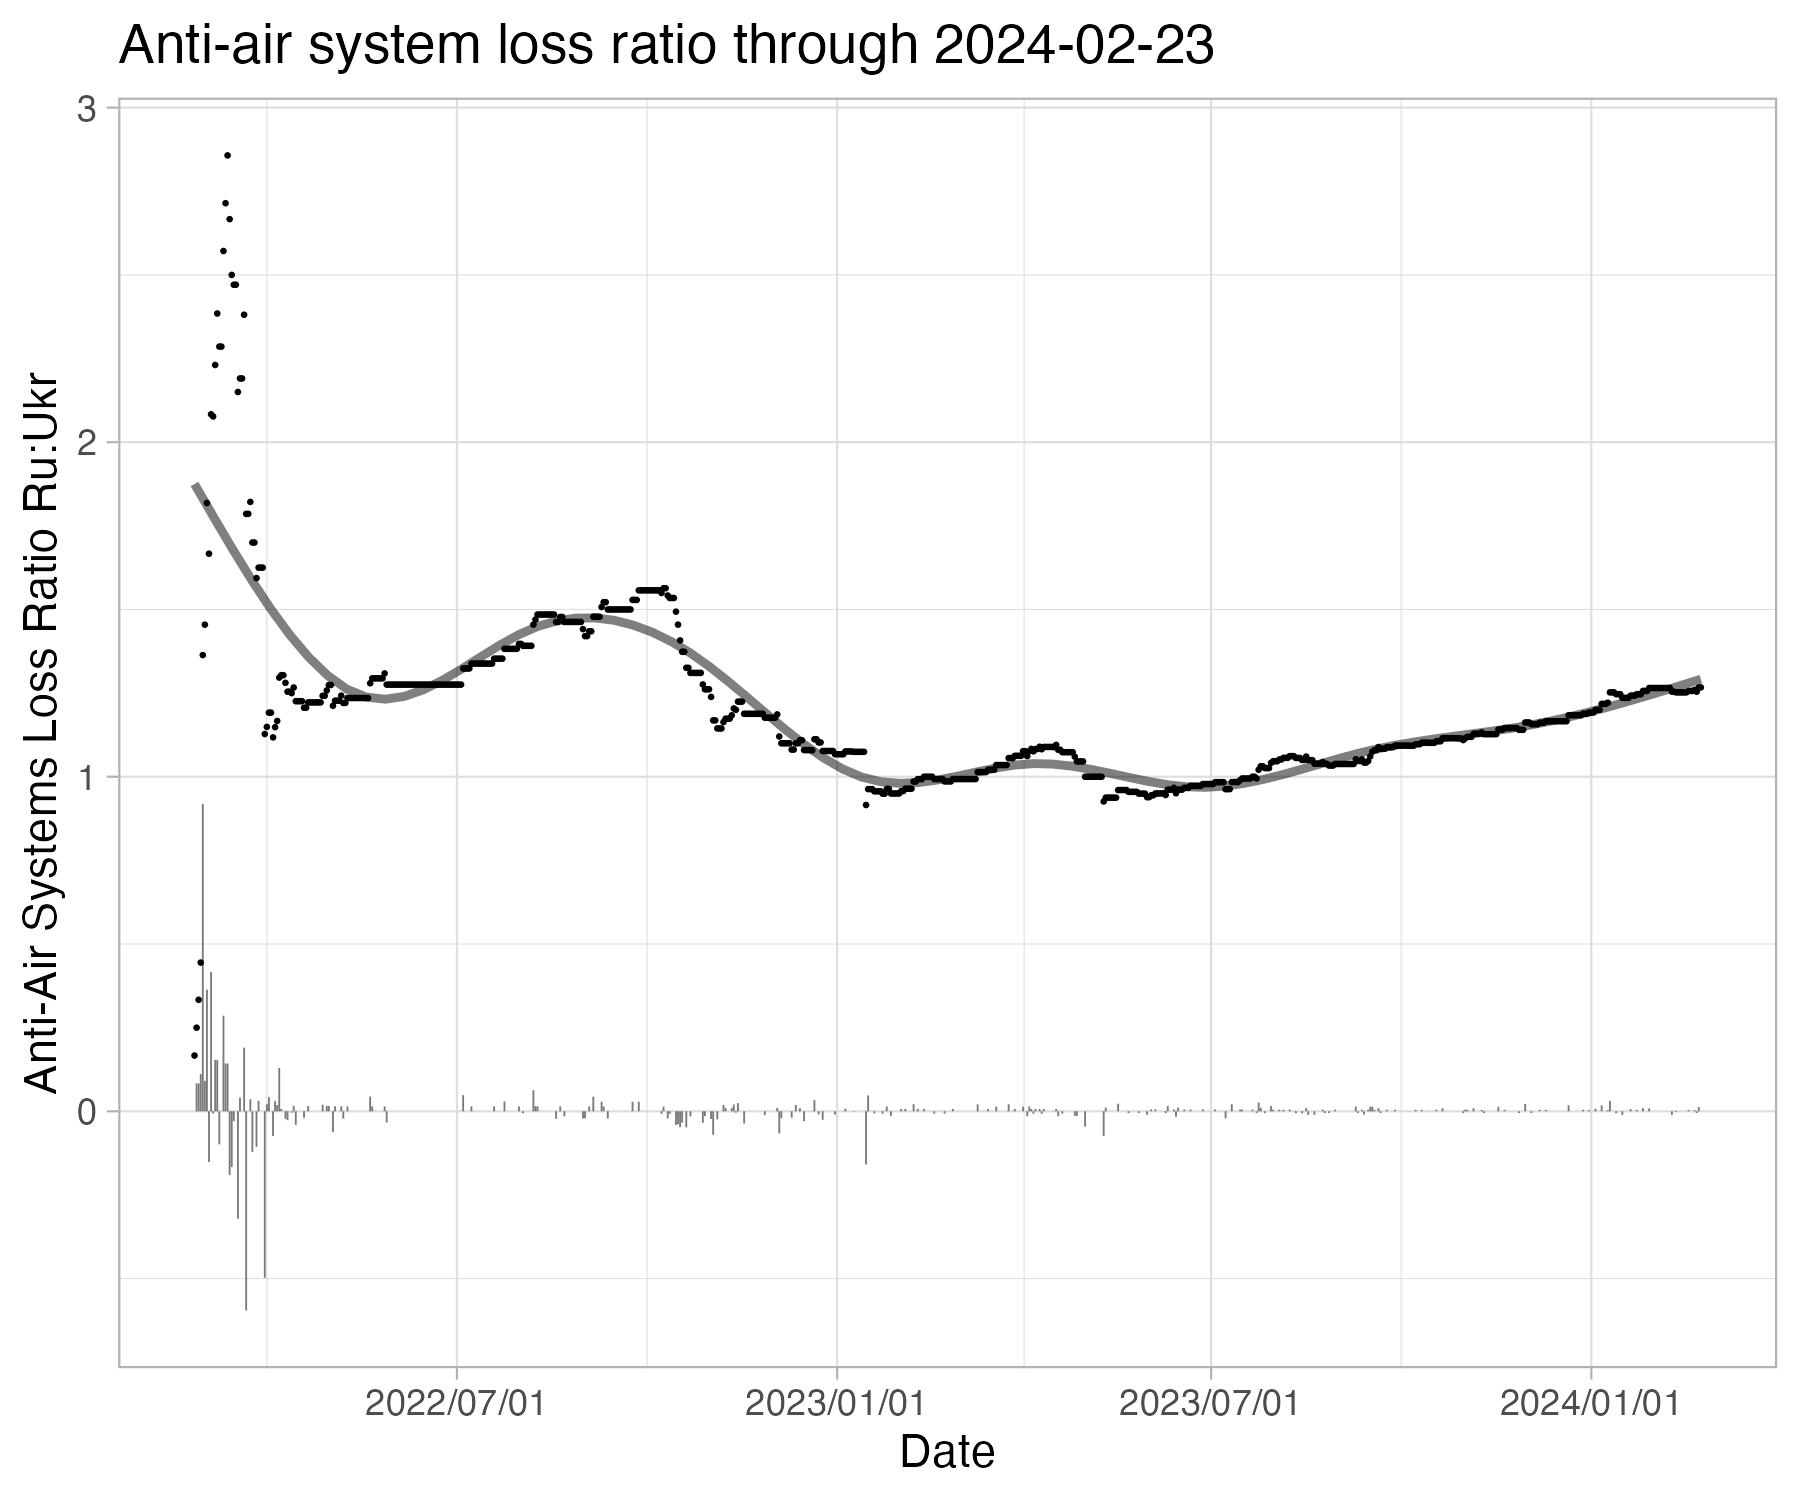 Anti-air system loss ratio through 2024-02-23
Anti-Air Systems Loss Ratio Ru:Ukr
3
2
1
0
2022/07/01
2023/01/01
2023/07/01
2024/01/01
Date